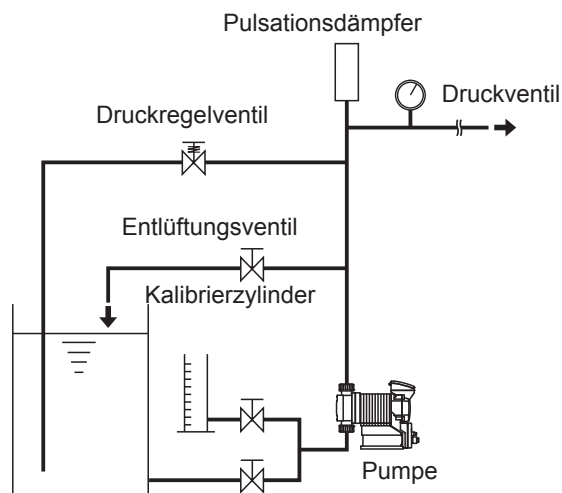 Pulsationsdämpfer
Druckventil
Druckregelventil
Entlüftungsventil
Kalibrierzylinder
Pumpe